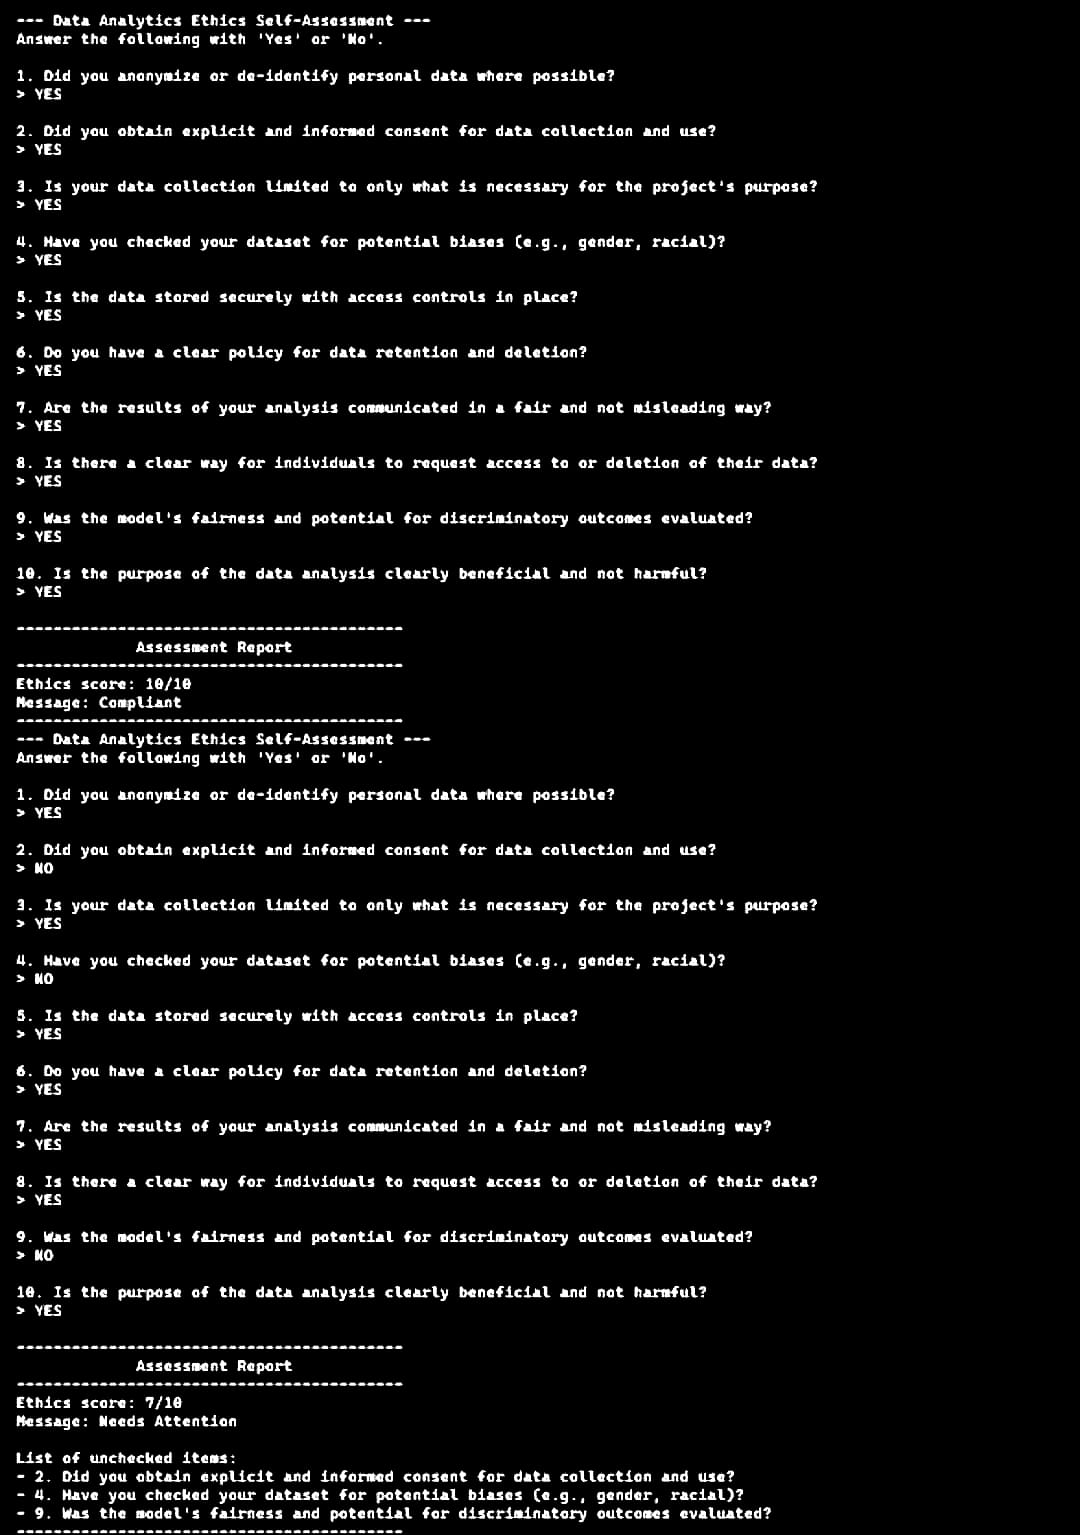 --- Data Analytics Ethics Self-Assessment ---
Answer the following with 'Yes' or 'No'.
1. Did you anonymize or de-identify personal data where possible?
> YES
2. Did you obtain explicit and informed consent for data collection and use?
> YES
3. Is your data collection limited to only what is necessary for the project's purpose?
> YES
4. Have you checked your dataset for potential biases (e.g., gender, racial)?
> YES
5. Is the data stored securely with access controls in place?
> YES
6. Do you have a clear policy for data retention and deletion?
> YES
7. Are the results of your analysis communicated in a fair and not misleading way?
> YES
8. Is there a clear way for individuals to request access to or deletion of their data?
> YES
9. Was the model's fairness and potential for discriminatory outcomes evaluated?
> YES
10. Is the purpose of the data analysis clearly beneficial and not harmful?
> YES
------------------------------------------
Assessment Report
------------------------------------------
Ethics score: 10/10
Message: Compliant
------------------------------------------
--- Data Analytics Ethics Self-Assessment ---
Answer the following with 'Yes' or 'No'.
1. Did you anonymize or de-identify personal data where possible?
> YES
2. Did you obtain explicit and informed consent for data collection and use?
> NO
3. Is your data collection limited to only what is necessary for the project's purpose?
> YES
4. Have you checked your dataset for potential biases (e.g., gender, racial)?
> NO
5. Is the data stored securely with access controls in place?
> YES
6. Do you have a clear policy for data retention and deletion?
> YES
7. Are the results of your analysis communicated in a fair and not misleading way?
> YES
8. Is there a clear way for individuals to request access to or deletion of their data?
> YES
9. Was the model's fairness and potential for discriminatory outcomes evaluated?
> NO
10. Is the purpose of the data analysis clearly beneficial and not harmful?
> YES
------------------------------------------
Assessment Report
------------------------------------------
Ethics score: 7/10
Message: Needs Attention
List of unchecked items:
- 2. Did you obtain explicit and informed consent for data collection and use?
- 4. Have you checked your dataset for potential biases (e.g., gender, racial)?
- 9. Was the model's fairness and potential for discriminatory outcomes evaluated?
------------------------------------------